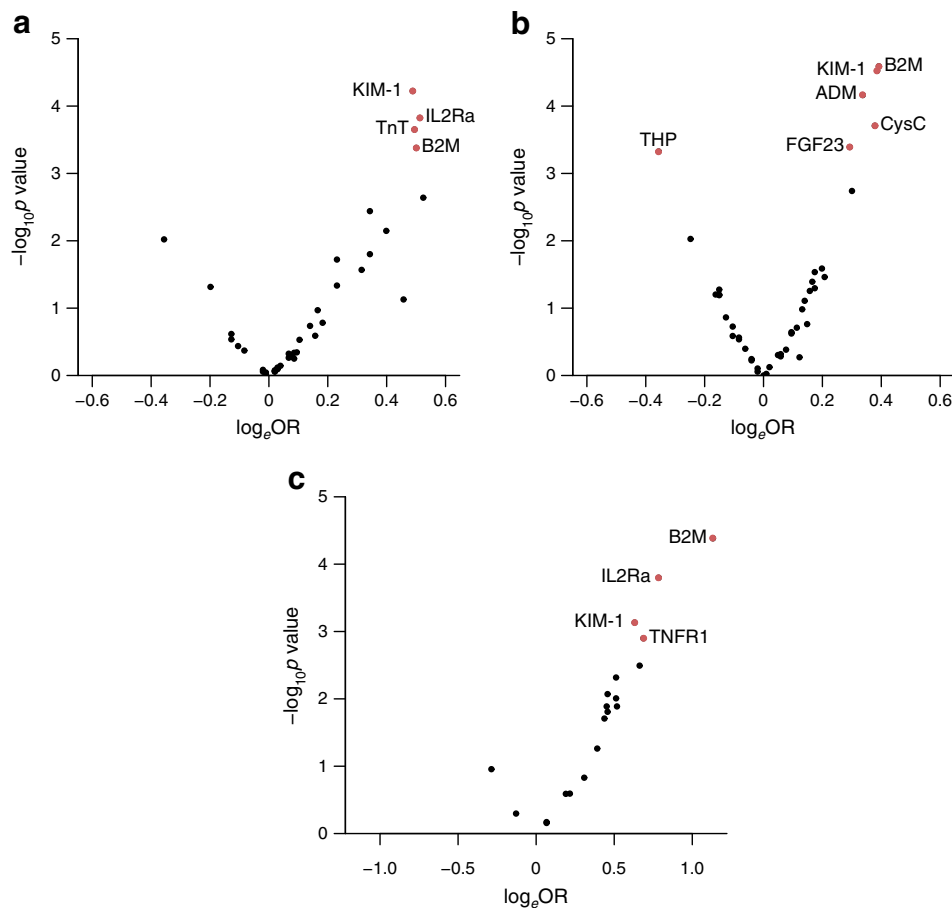 a
5
4
3
2
1
0
−log₁₀p value
KIM-1
IL2Ra
TnT
B2M
−0.6
−0.4
−0.2
0
0.2
0.4
0.6
logₑOR
b
5
4
3
2
1
0
−log₁₀p value
KIM-1
B2M
ADM
CysC
FGF23
THP
−0.6
−0.4
−0.2
0
0.2
0.4
0.6
logₑOR
c
5
4
3
2
1
0
−log₁₀p value
B2M
IL2Ra
KIM-1
TNFR1
−1.0
−0.5
0
0.5
1.0
logₑOR